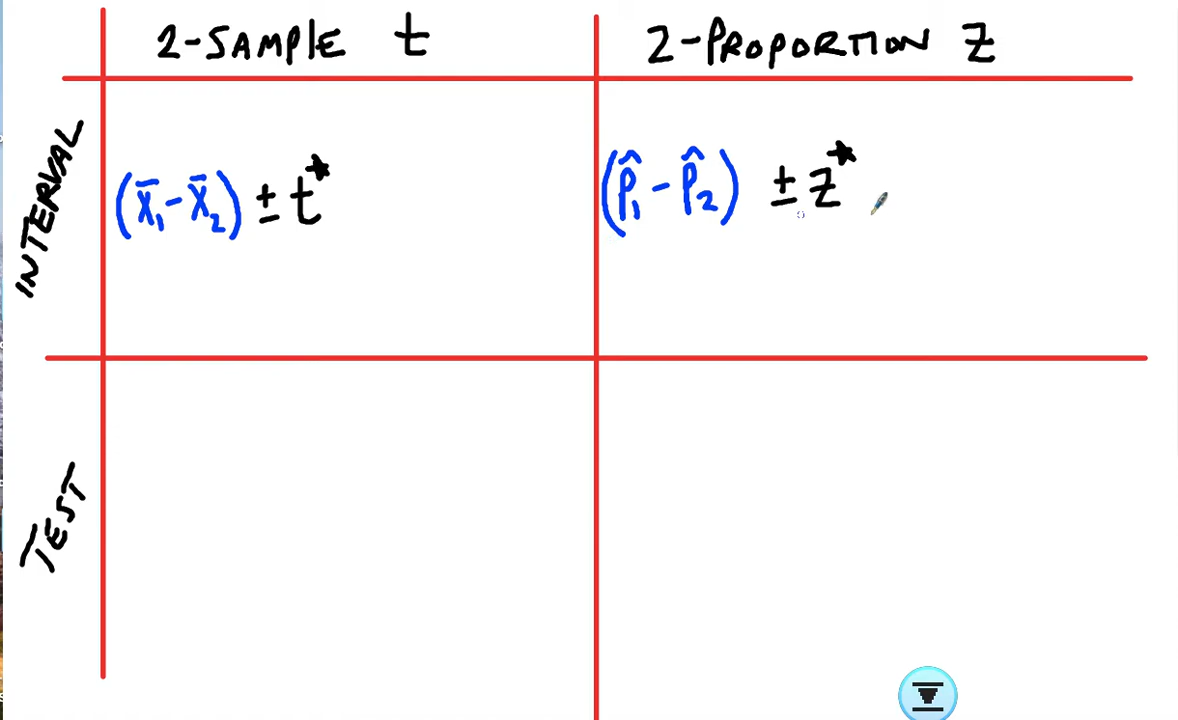 2-SAMPLE t
2-PROPORTION Z
INTERVAL
(x̄₁-x̄₂) ± t*
(p̂₁-p̂₂) ± z*
TEST